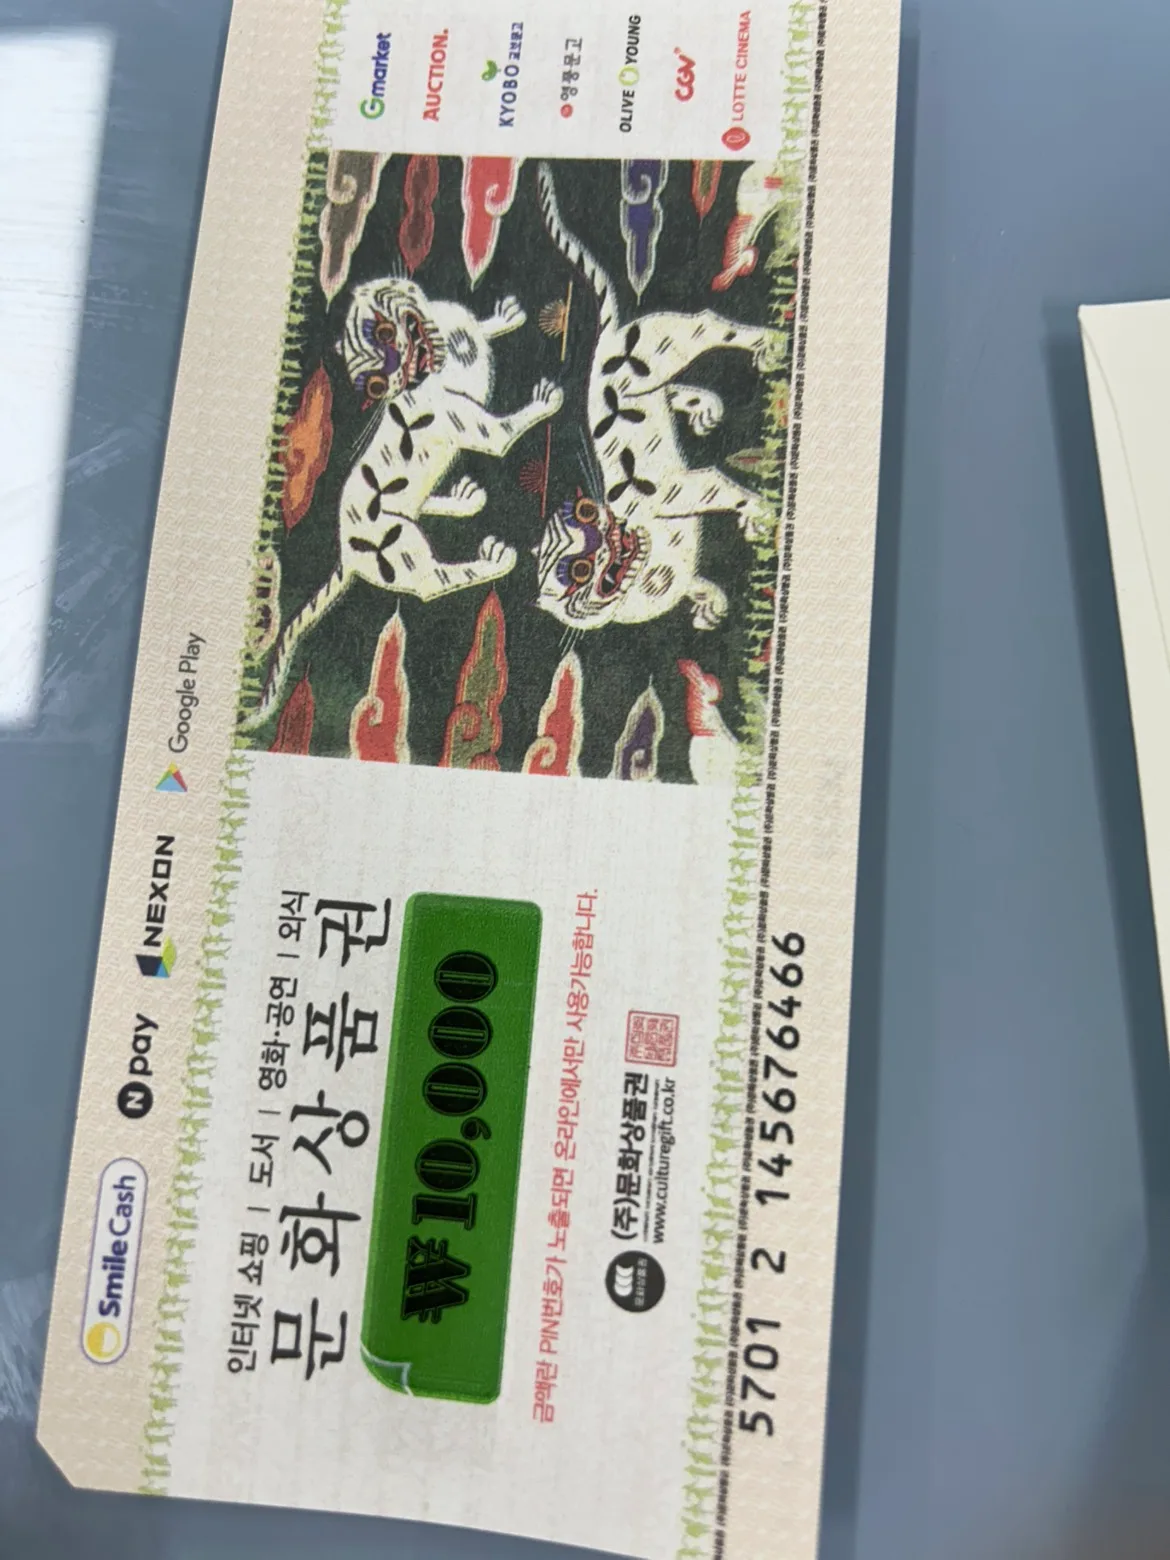 SmileCash
N pay
NEXON
Google Play
인터넷 쇼핑 | 도서 | 영화·공연 | 외식
문화상품권
₩10,000
금액란 PIN번호가 노출되면 온라인에서만 사용가능합니다.
(주)문화상품권
www.culturegift.co.kr
5701 2 145676466
Gmarket
AUCTION.
KYOBO 교보문고
영풍문고
OLIVE YOUNG
CGV
LOTTE CINEMA